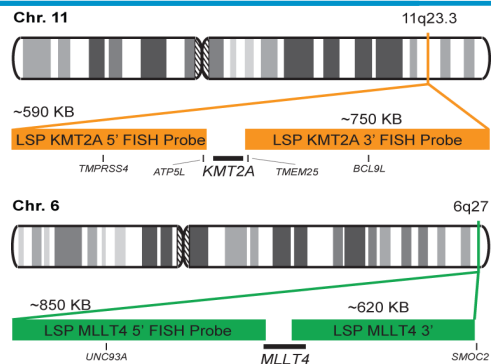 Chr. 11
11q23.3
~590 KB
~750 KB
LSP KMT2A 5' FISH Probe
LSP KMT2A 3' FISH Probe
TMPRSS4
ATP5L
KMT2A
TMEM25
BCL9L
Chr. 6
6q27
~850 KB
~620 KB
LSP MLLT4 5' FISH Probe
LSP MLLT4 3'
UNC93A
MLLT4
SMOC2